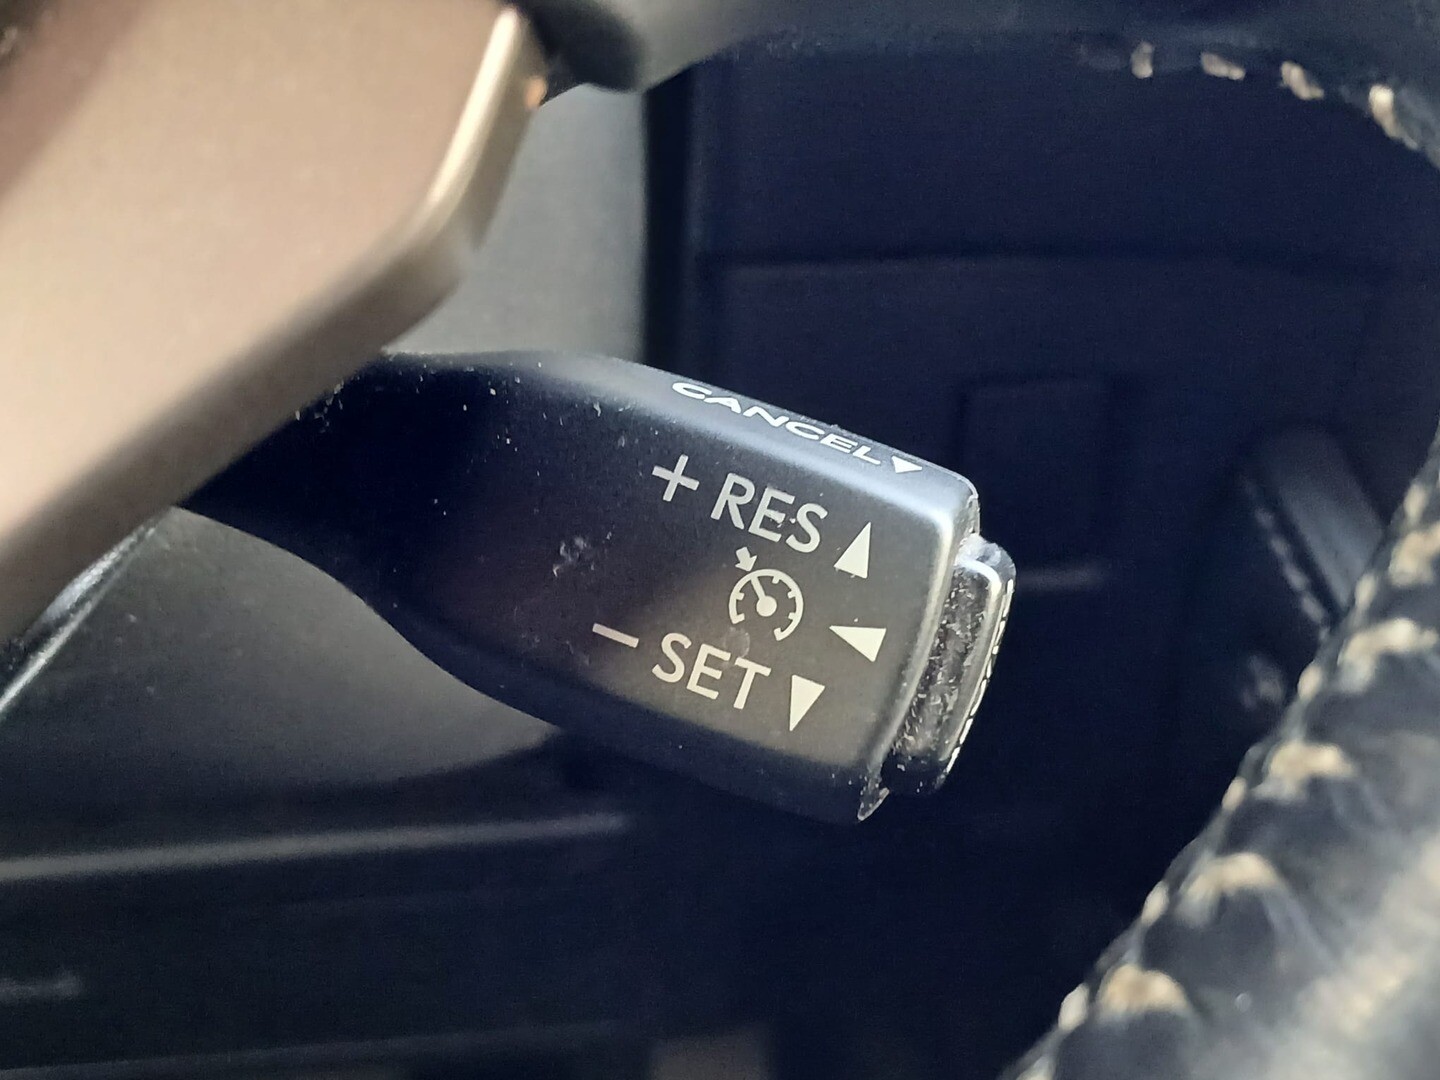 CANCEL
+ RES
− SET